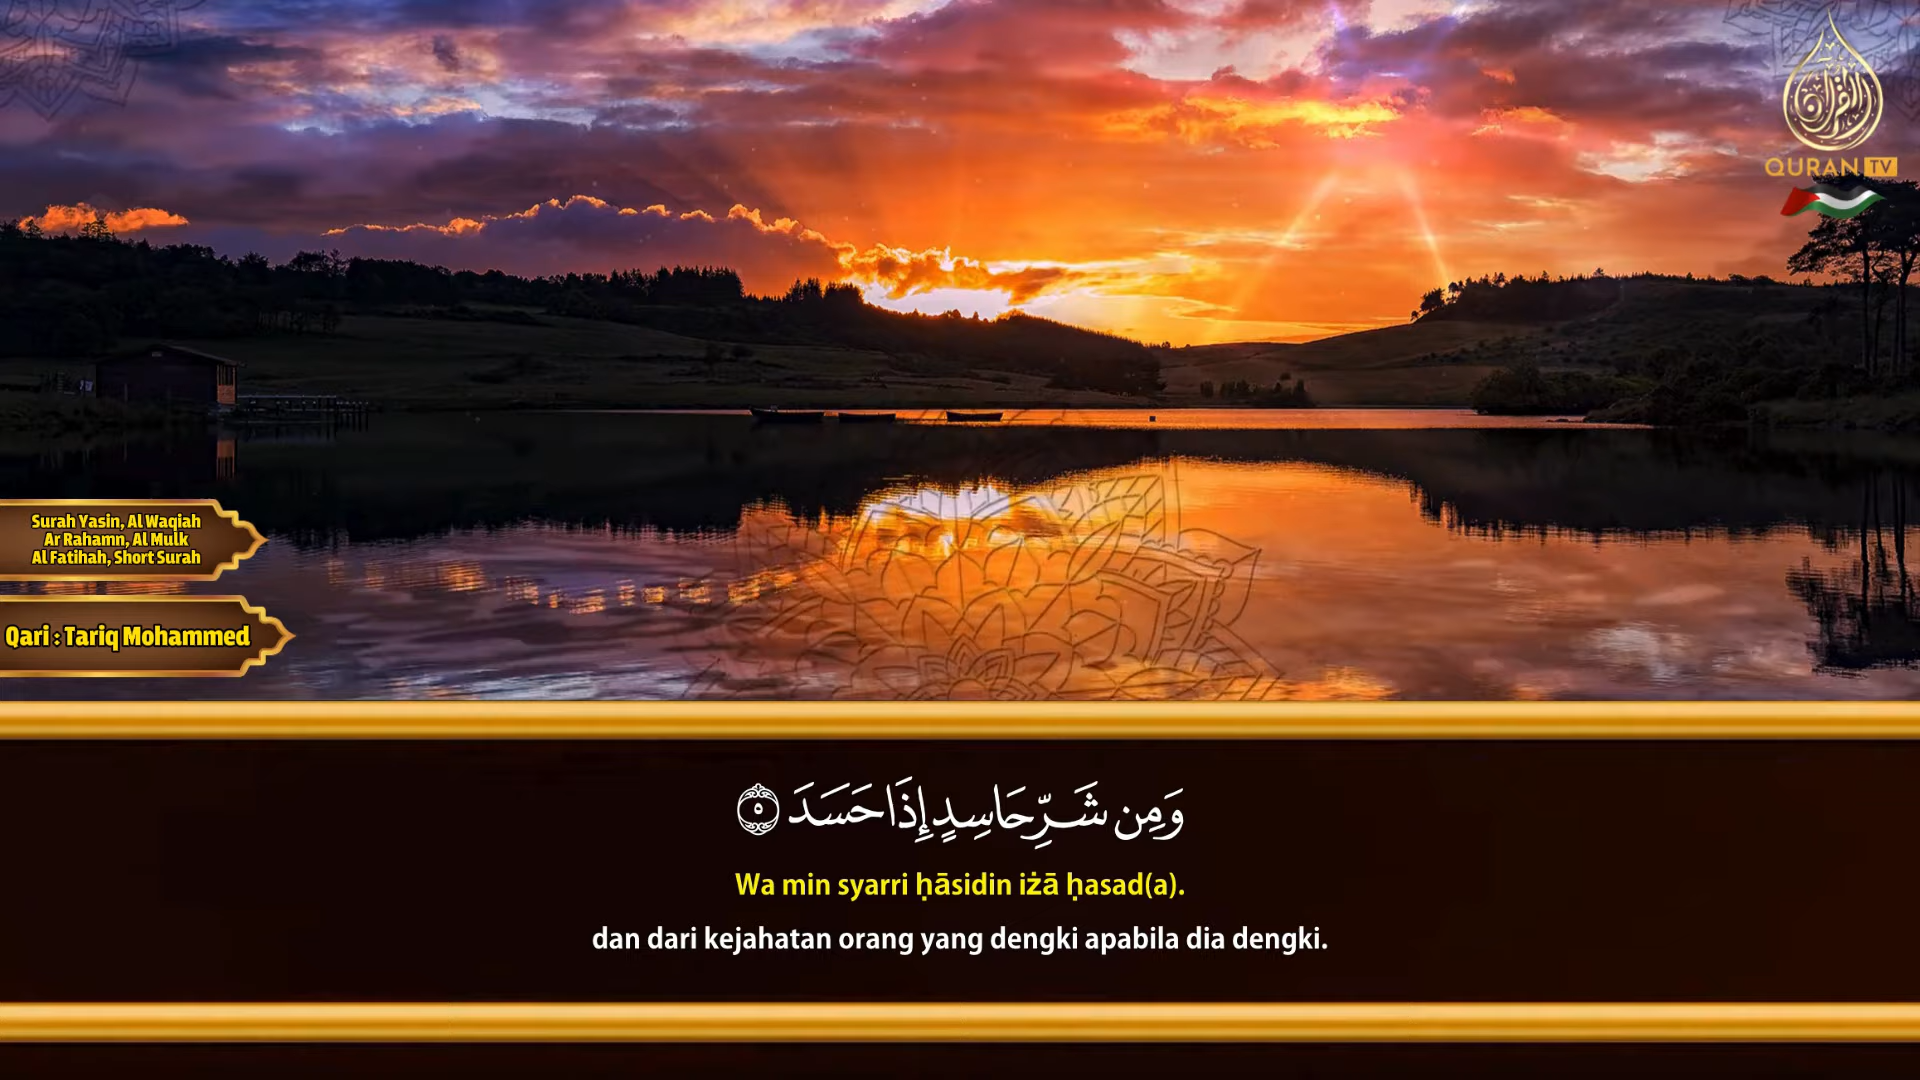 القرآن
QURAN TV
Surah Yasin, Al Waqiah
Ar Rahamn, Al Mulk
Al Fatihah, Short Surah
Qari : Tariq Mohammed
وَمِن شَرِّ حَاسِدٍ إِذَا حَسَدَ ٥
Wa min syarri ḥāsidin iżā ḥasad(a).
dan dari kejahatan orang yang dengki apabila dia dengki.